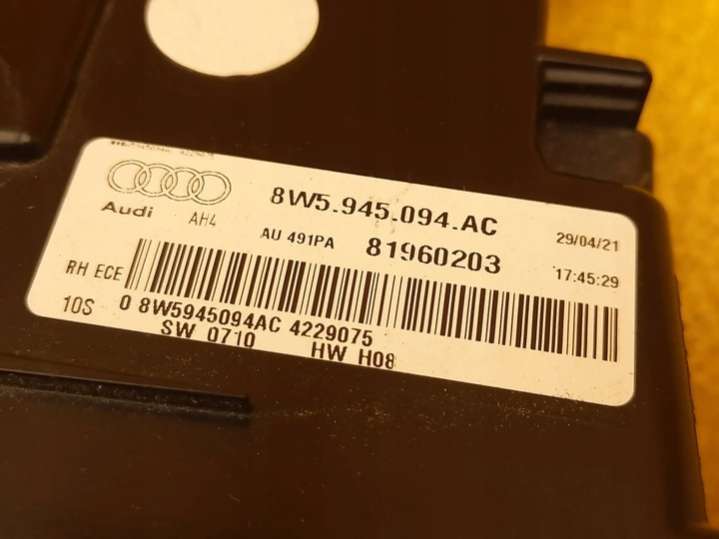 8W5.945.094.AC
Audi AH4
29/04/21
AU 491PA 81960203
17:45:29
RH ECE
10S 0 8W5945094AC 4229075
SW 0710 HW H08